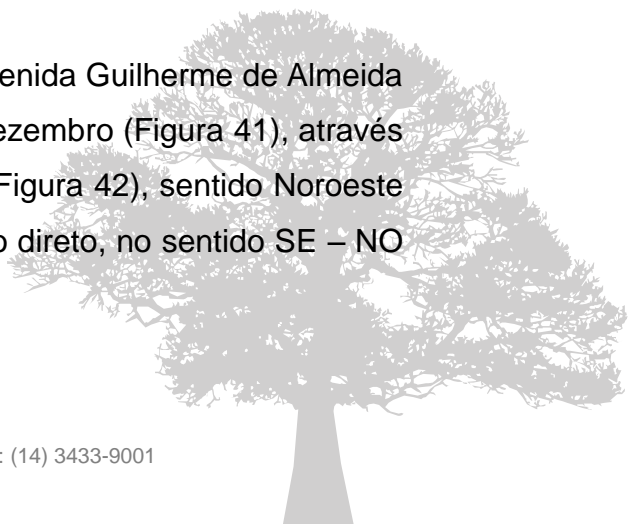 enida Guilherme de Almeida
ezembro (Figura 41), através
Figura 42), sentido Noroeste
o direto, no sentido SE – NO
: (14) 3433-9001